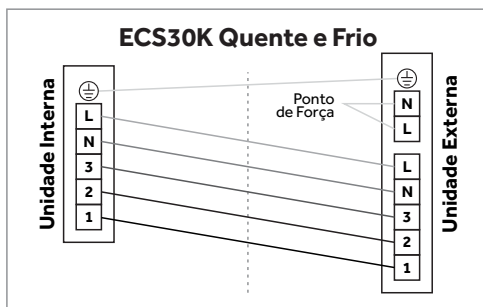 ECS30K Quente e Frio
Unidade Interna
L
N
3
2
1
Ponto
de Força
N
L
L
N
3
2
1
Unidade Externa